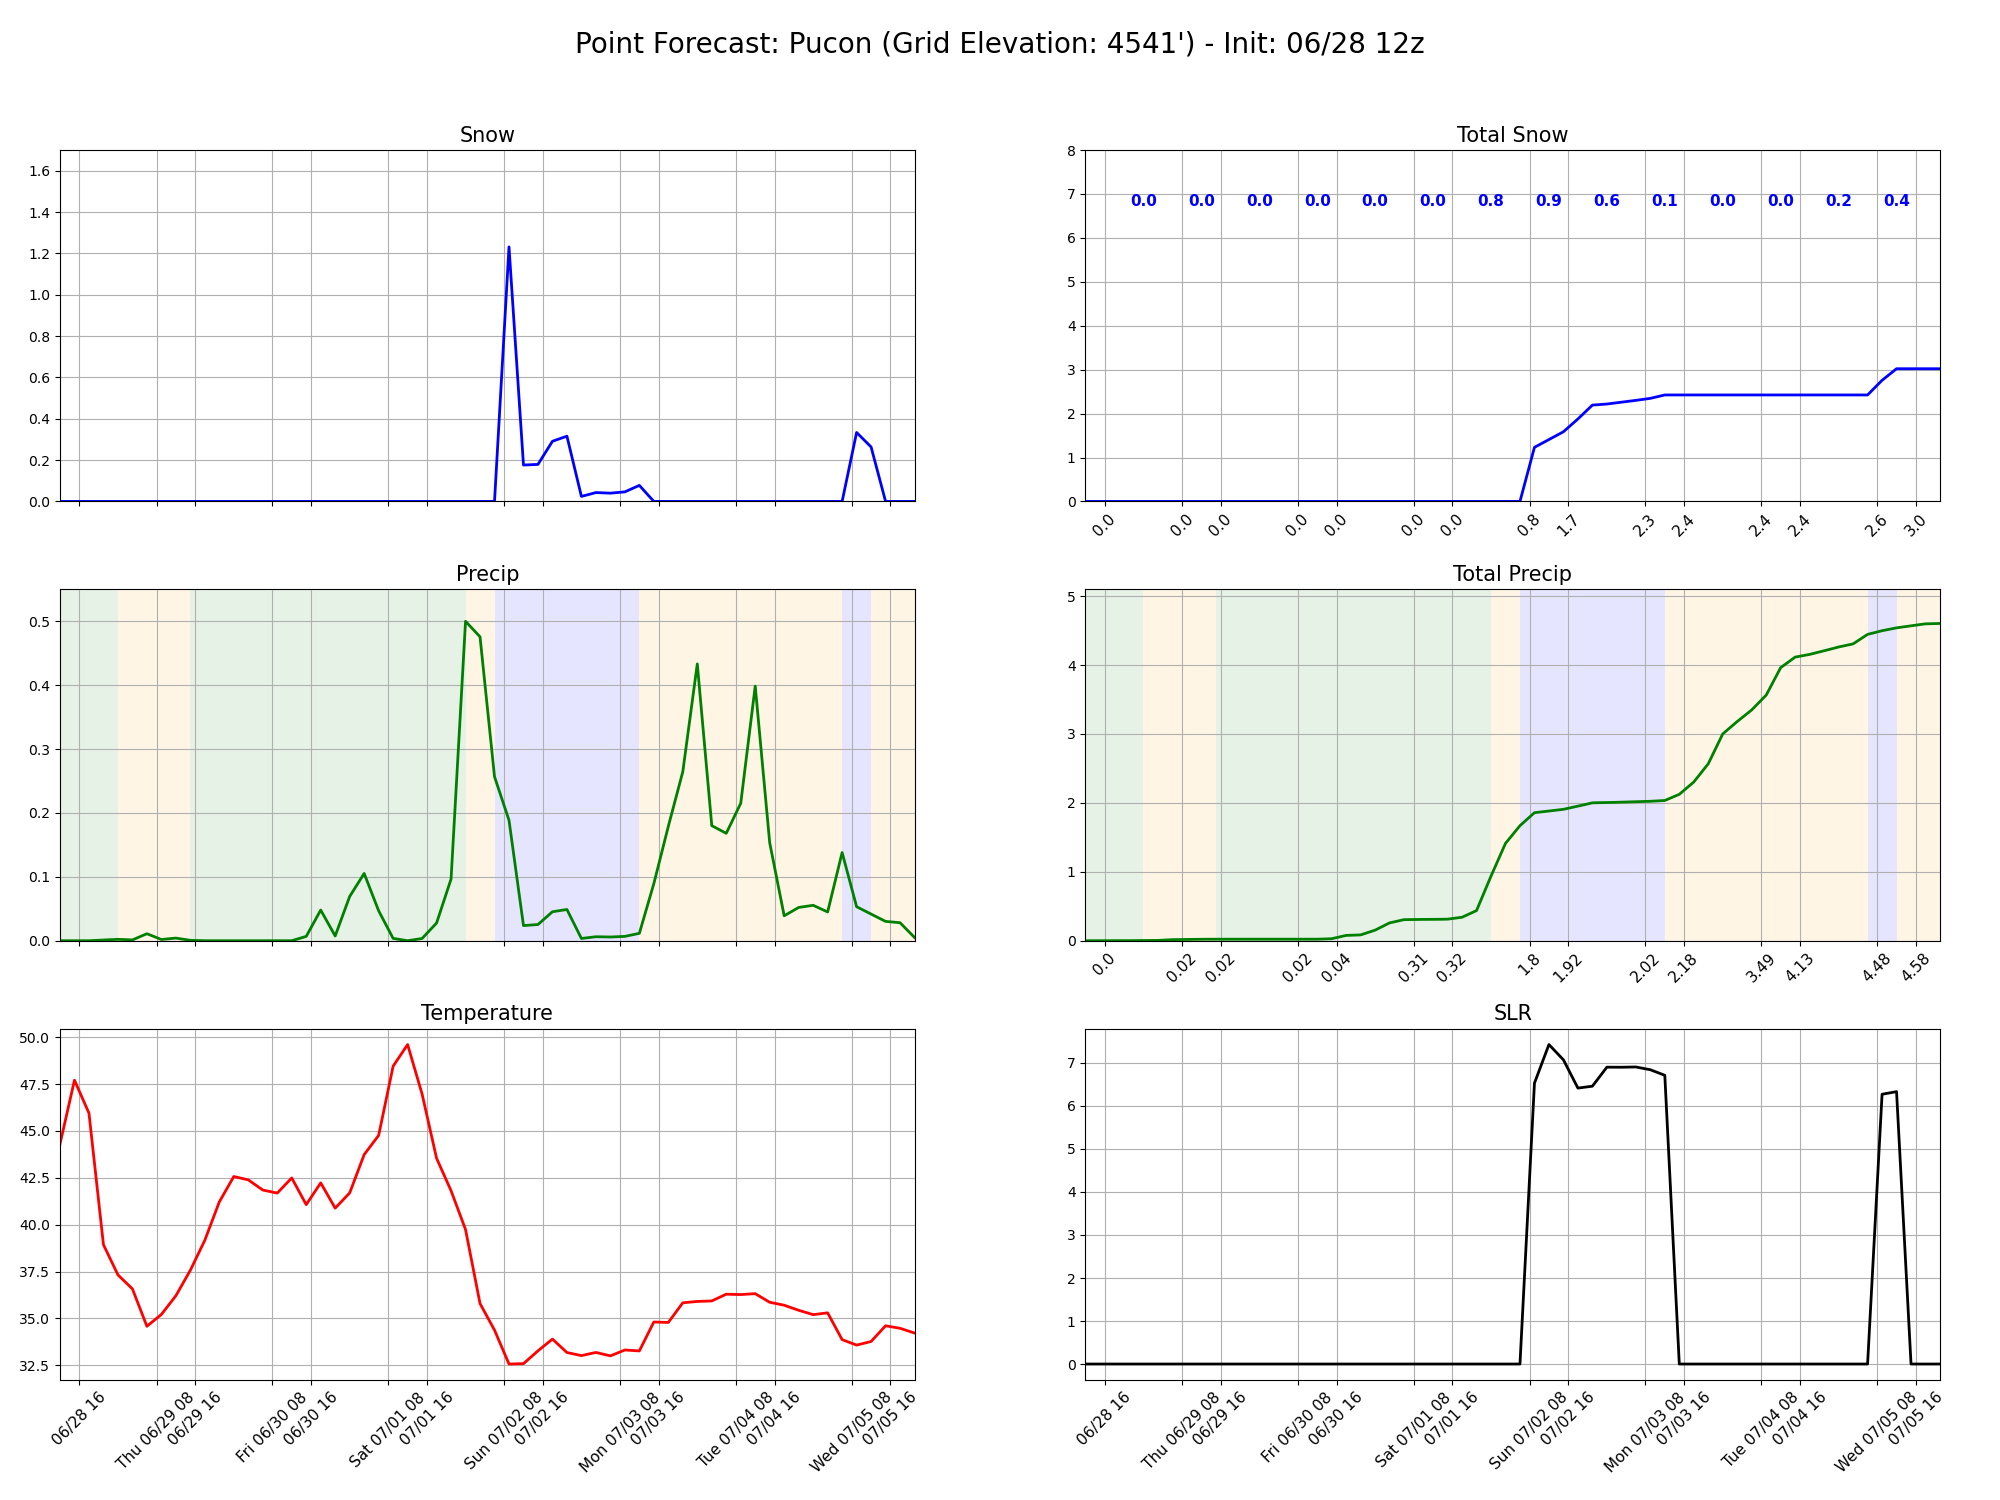 Point Forecast: Pucon (Grid Elevation: 4541') - Init: 06/28 12z
Snow
1.6
1.4
1.2
1.0
0.8
0.6
0.4
0.2
0.0
Total Snow
8
7
6
5
4
3
2
1
0
0.0 0.0 0.0 0.0 0.0 0.0 0.8 0.9 0.6 0.1 0.0 0.0 0.2 0.4
0.0 0.0 0.0 0.0 0.0 0.0 0.0 0.8 1.7 2.3 2.4 2.4 2.4 2.6 3.0
Precip
0.5
0.4
0.3
0.2
0.1
0.0
Total Precip
5
4
3
2
1
0
0.0 0.02 0.02 0.02 0.04 0.31 0.32 1.8 1.92 2.02 2.18 3.49 4.13 4.48 4.58
Temperature
50.0
47.5
45.0
42.5
40.0
37.5
35.0
32.5
06/28 16
Thu 06/29 08
06/29 16
Fri 06/30 08
06/30 16
Sat 07/01 08
07/01 16
Sun 07/02 08
07/02 16
Mon 07/03 08
07/03 16
Tue 07/04 08
07/04 16
Wed 07/05 08
07/05 16
SLR
7
6
5
4
3
2
1
0
06/28 16
Thu 06/29 08
06/29 16
Fri 06/30 08
06/30 16
Sat 07/01 08
07/01 16
Sun 07/02 08
07/02 16
Mon 07/03 08
07/03 16
Tue 07/04 08
07/04 16
Wed 07/05 08
07/05 16